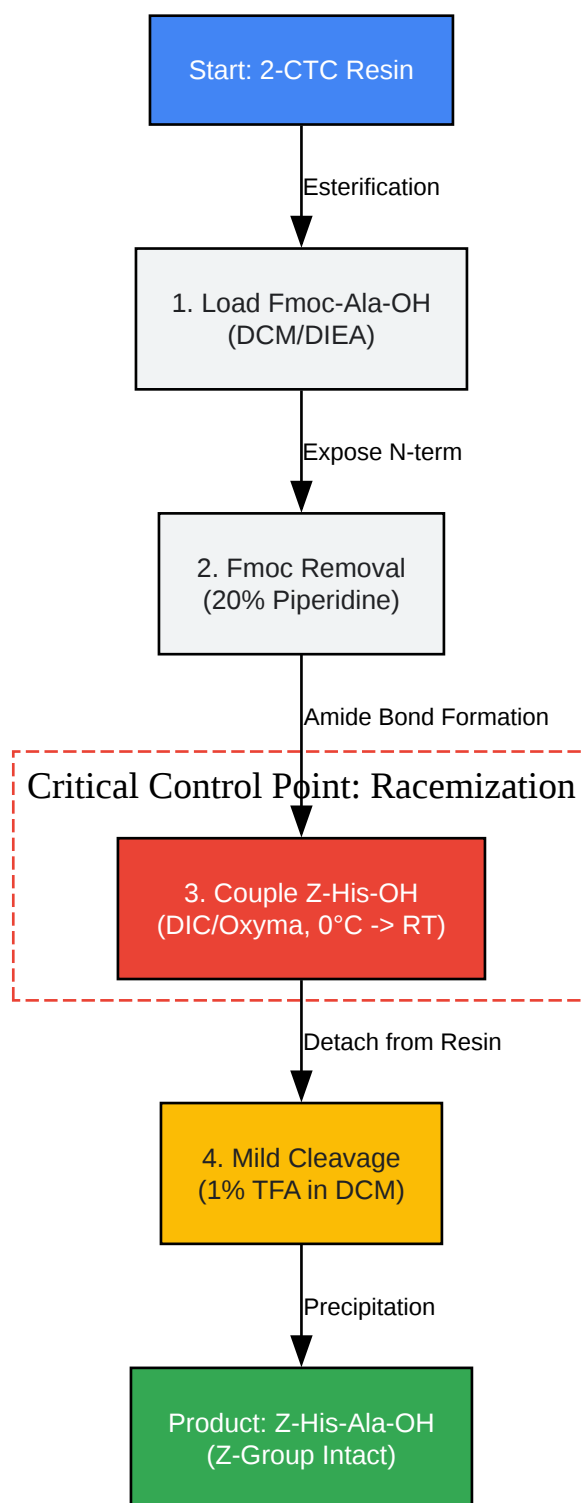 Start: 2-CTC Resin
Esterification
1. Load Fmoc-Ala-OH
(DCM/DIEA)
Expose N-term
2. Fmoc Removal
(20% Piperidine)
Amide Bond Formation
Critical Control Point: Racemization
3. Couple Z-His-OH
(DIC/Oxyma, 0°C -> RT)
Detach from Resin
4. Mild Cleavage
(1% TFA in DCM)
Precipitation
Product: Z-His-Ala-OH
(Z-Group Intact)